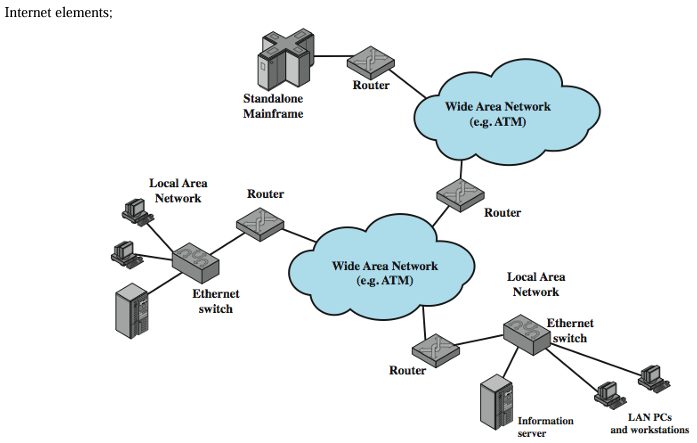 Internet elements;
Standalone
Mainframe
Router
Wide Area Network
(e.g. ATM)
Router
Local Area
Network
Router
Ethernet
switch
Wide Area Network
(e.g. ATM)
Local Area
Network
Ethernet
switch
Router
Information
server
LAN PCs
and workstations